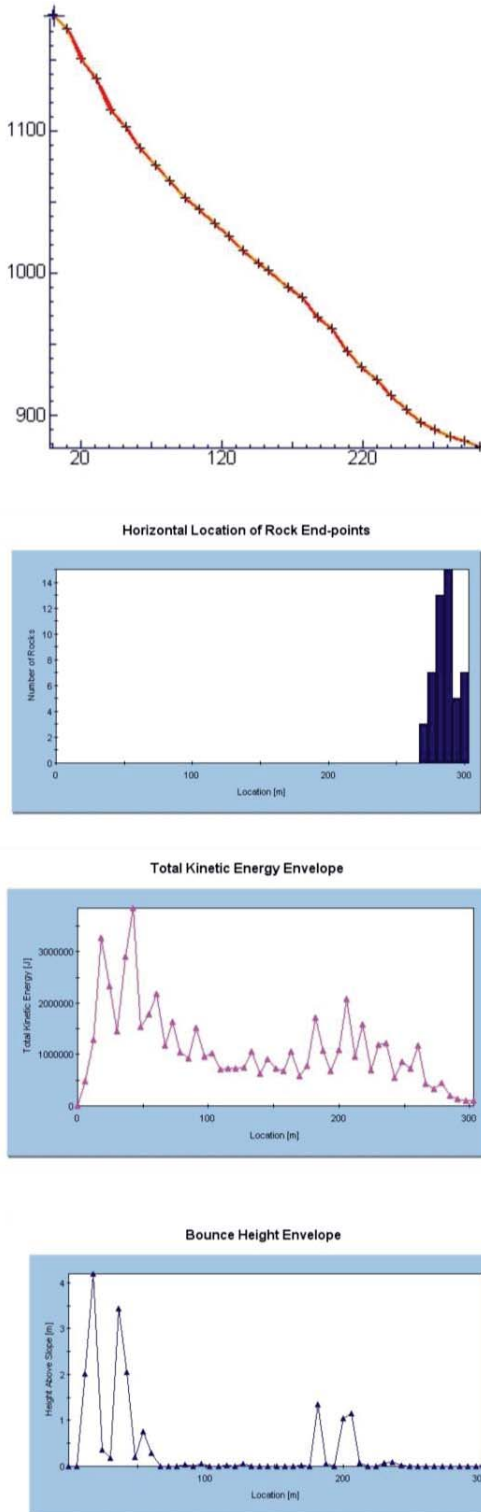 1100
1000
900
20 120 220
Horizontal Location of Rock End-points
Number of Rocks
14
12
10
8
6
4
2
0
0 100 200 300
Location [m]
Total Kinetic Energy Envelope
Total Kinetic Energy [J]
3000000
2000000
1000000
0
0 100 200 300
Location [m]
Bounce Height Envelope
Height Above Slope [m]
4
3
2
1
0
100 200 300
Location [m]